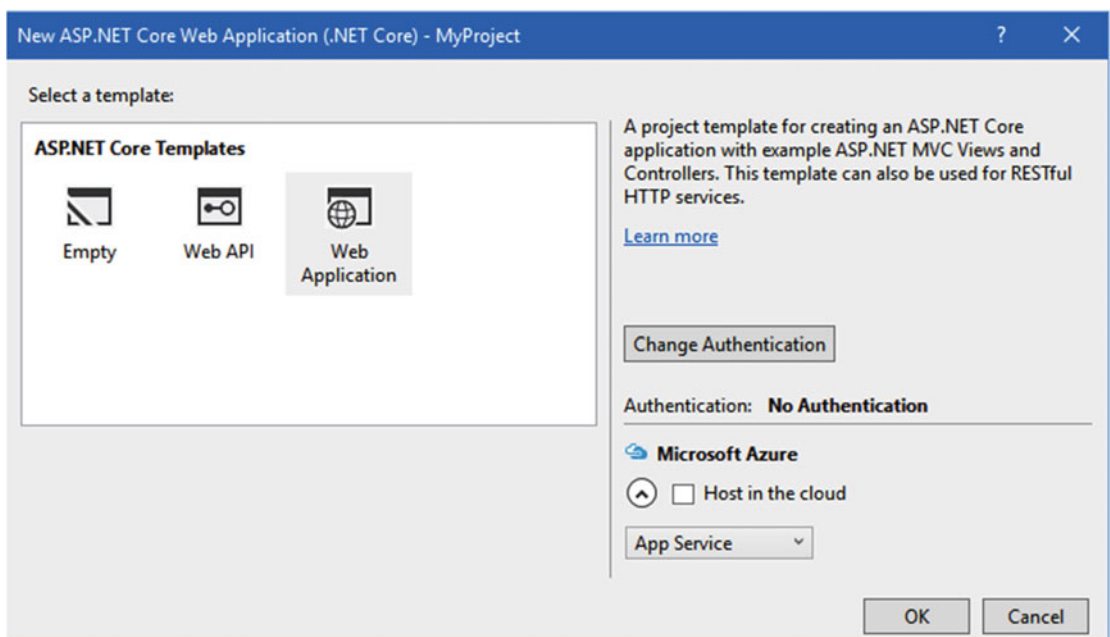 New ASP.NET Core Web Application (.NET Core) - MyProject
Select a template:
ASP.NET Core Templates
Empty
Web API
Web
Application
A project template for creating an ASP.NET Core
application with example ASP.NET MVC Views and
Controllers. This template can also be used for RESTful
HTTP services.
Learn more
Change Authentication
Authentication: No Authentication
Microsoft Azure
Host in the cloud
App Service
OK
Cancel